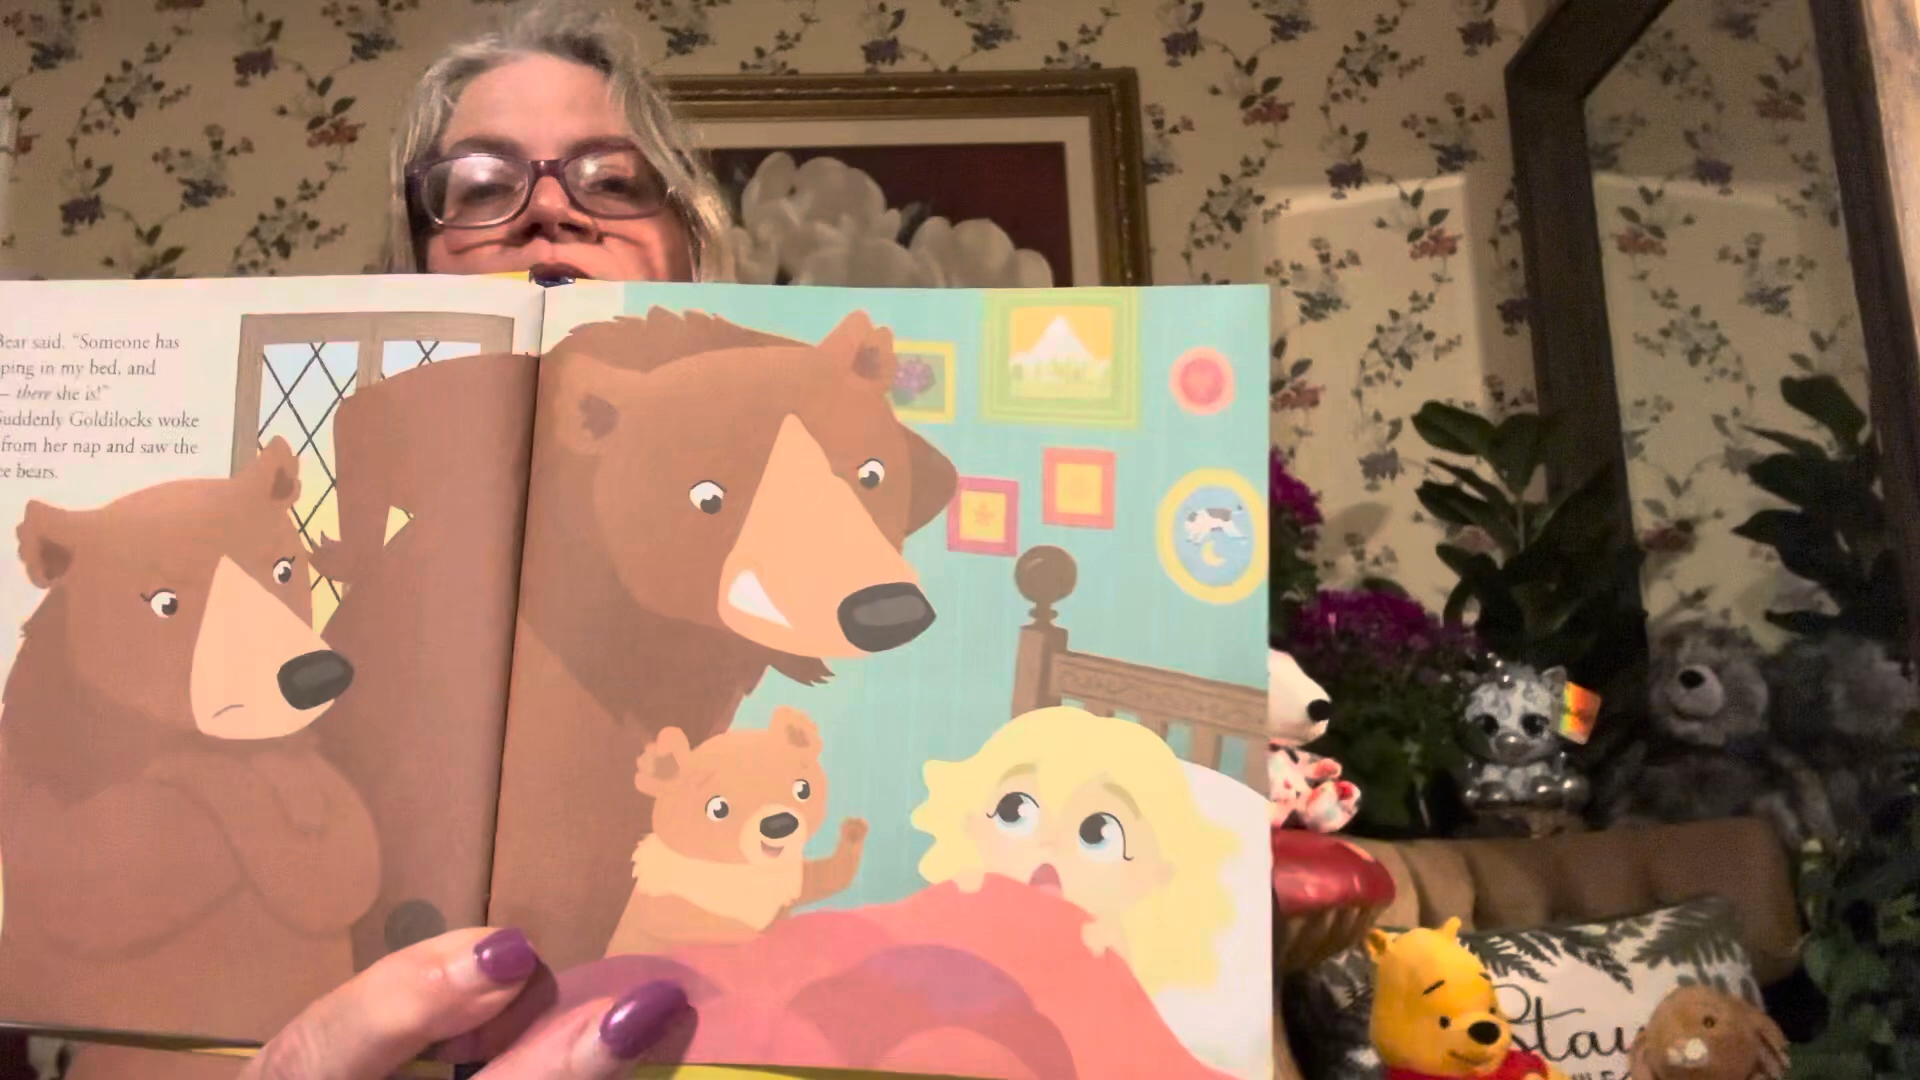 Bear said. "Someone has
ping in my bed, and
— there she is!"
Suddenly Goldilocks woke
from her nap and saw the
ee bears.
Stay